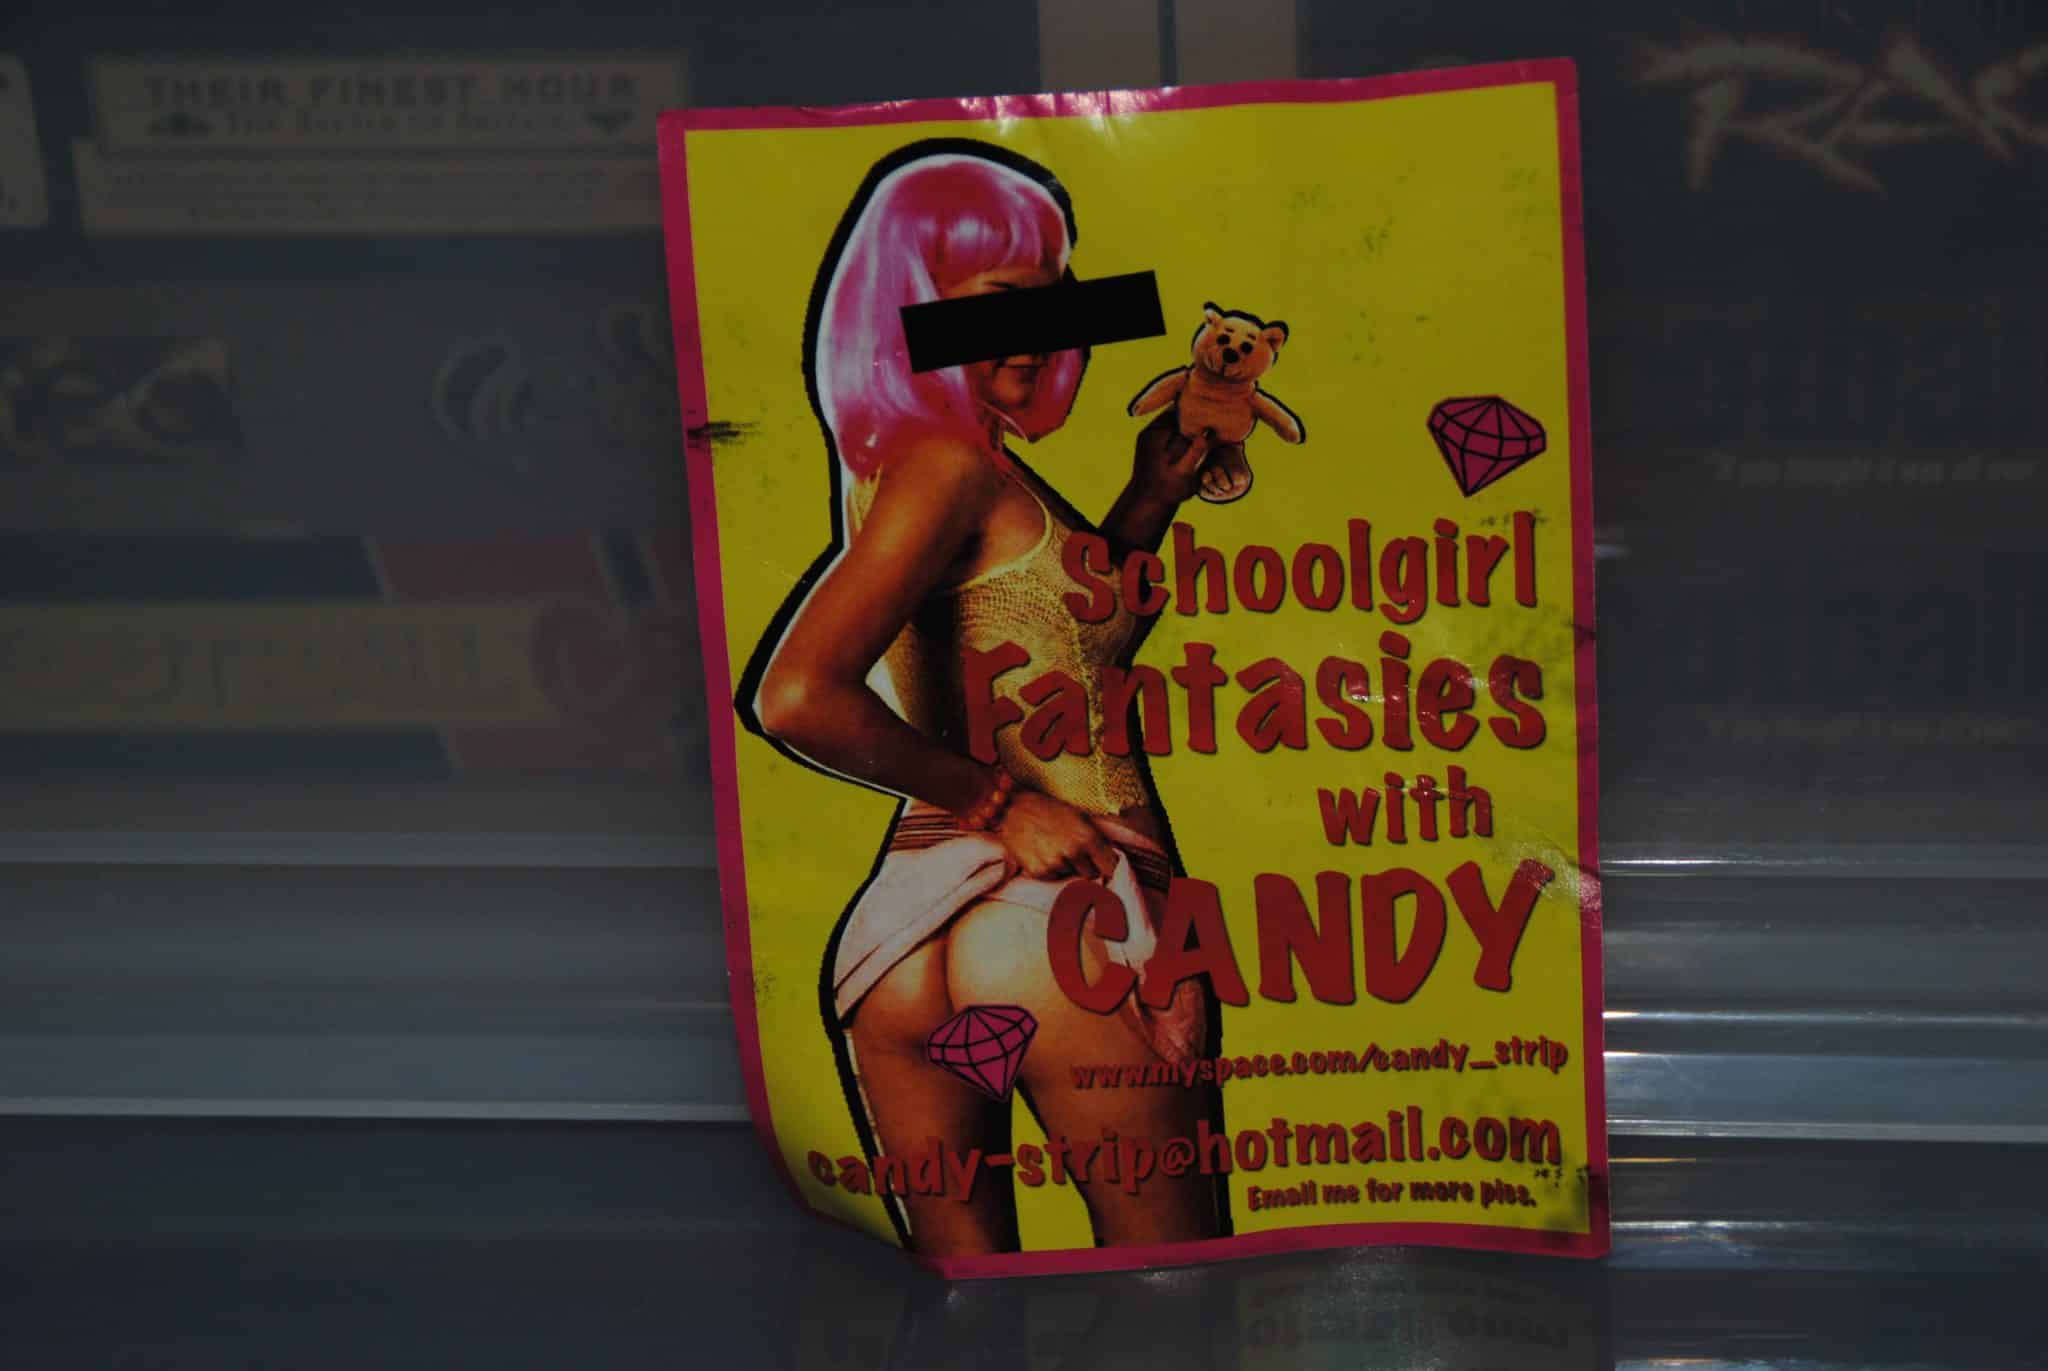 THEIR FINEST HOUR
RAG
Schoolgirl
Fantasies
with
CANDY
www.myspace.com/candy_strip
candy-strip@hotmail.com
Email me for more pics.